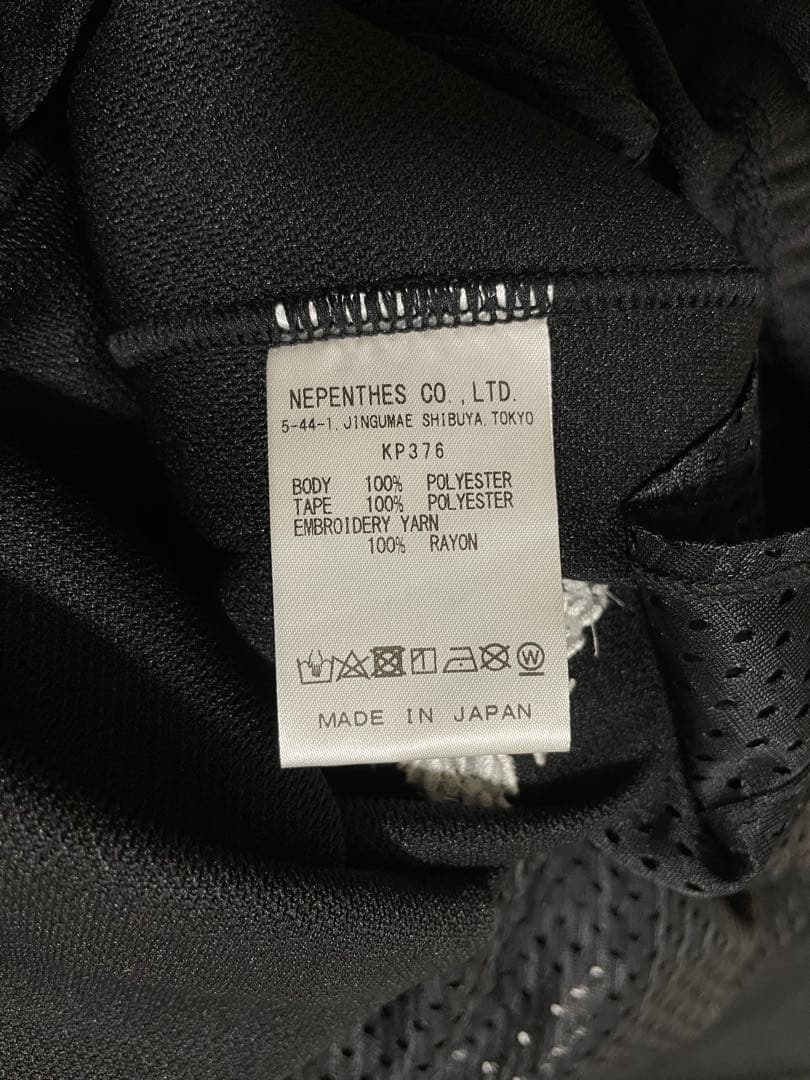 NEPENTHES CO.,LTD.
5-44-1, JINGUMAE SHIBUYA, TOKYO
KP376
BODY 100% POLYESTER
TAPE 100% POLYESTER
EMBROIDERY YARN
100% RAYON
W
MADE IN JAPAN